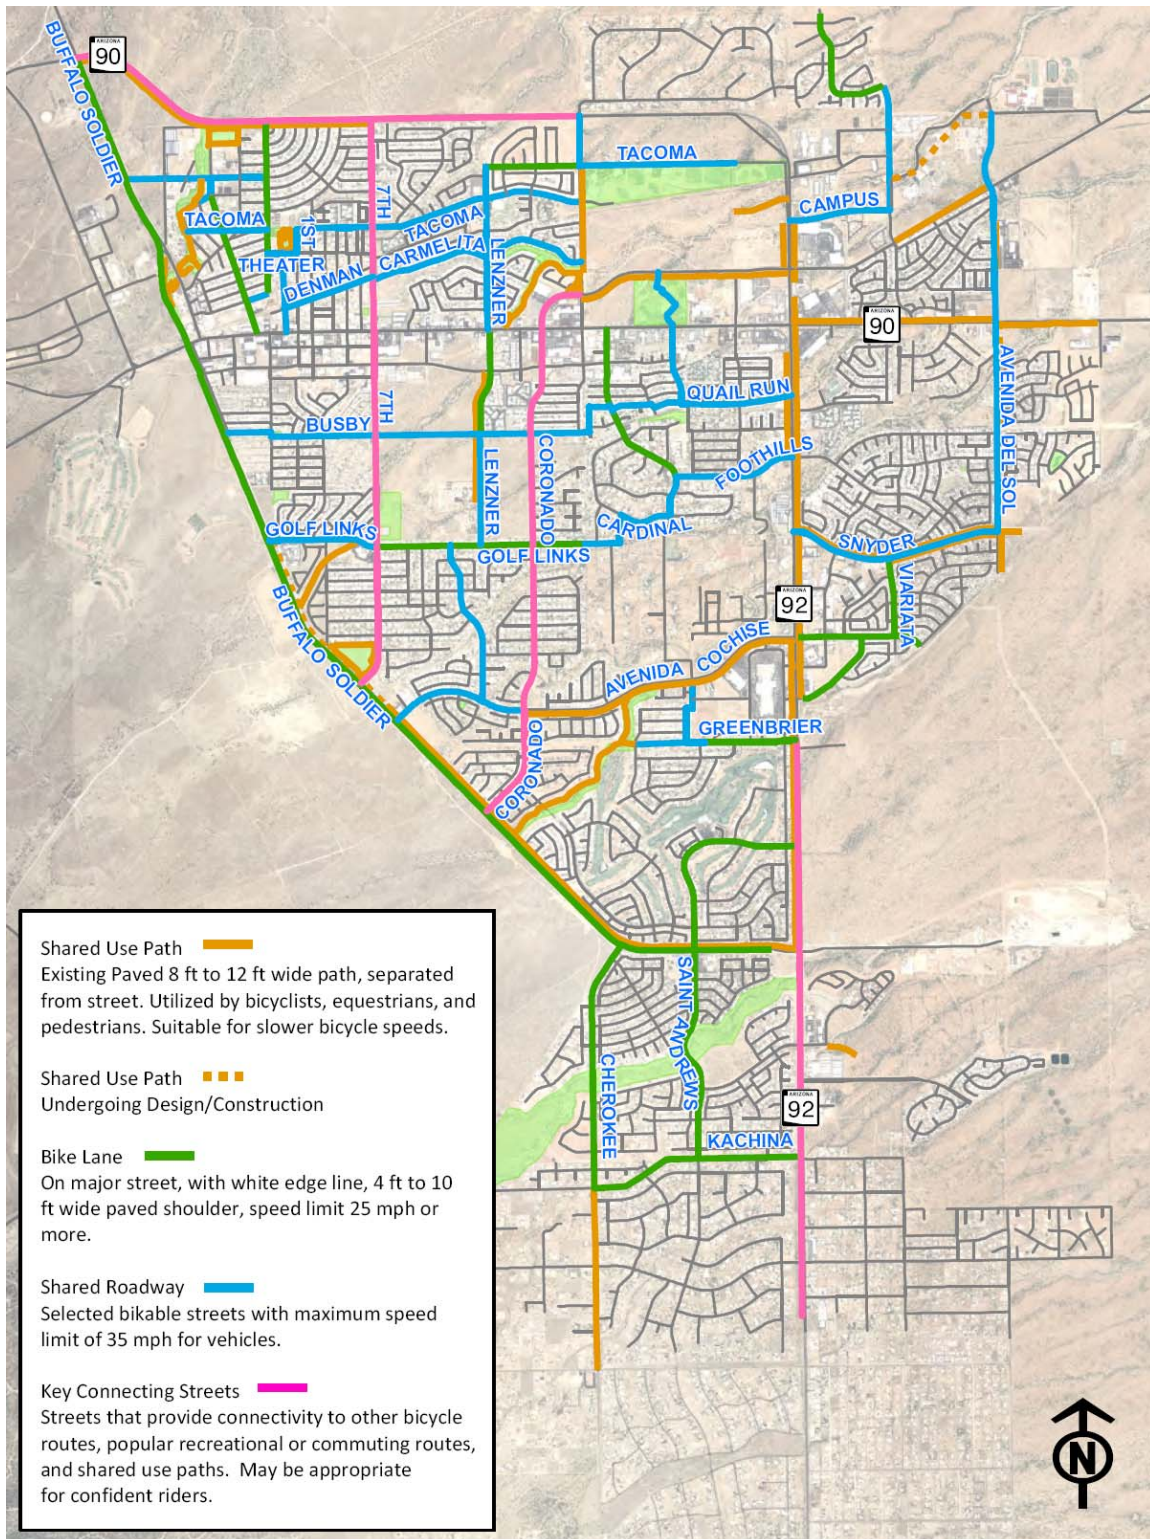 BUFFALO SOLDIER
ARIZONA
90
TACOMA
7TH
CAMPUS
TACOMA
1ST
TACOMA
THEATER
DENMAN
CARMELITA
LENZNER
ARIZONA
90
AVENIDA DEL SOL
QUAIL RUN
7TH
BUSBY
CORONADO
LENZNER
FOOTHILLS
CARDINAL
GOLF LINKS
GOLF LINKS
SNYDER
VIARIATA
BUFFALO SOLDIER
ARIZONA
92
AVENIDA
COCHISE
GREENBRIER
CORONADO
SAINT ANDREWS
CHEROKEE
ARIZONA
92
KACHINA
Shared Use Path
Existing Paved 8 ft to 12 ft wide path, separated
from street. Utilized by bicyclists, equestrians, and
pedestrians. Suitable for slower bicycle speeds.
Shared Use Path
Undergoing Design/Construction
Bike Lane
On major street, with white edge line, 4 ft to 10
ft wide paved shoulder, speed limit 25 mph or
more.
Shared Roadway
Selected bikable streets with maximum speed
limit of 35 mph for vehicles.
Key Connecting Streets
Streets that provide connectivity to other bicycle
routes, popular recreational or commuting routes,
and shared use paths.  May be appropriate
for confident riders.
N